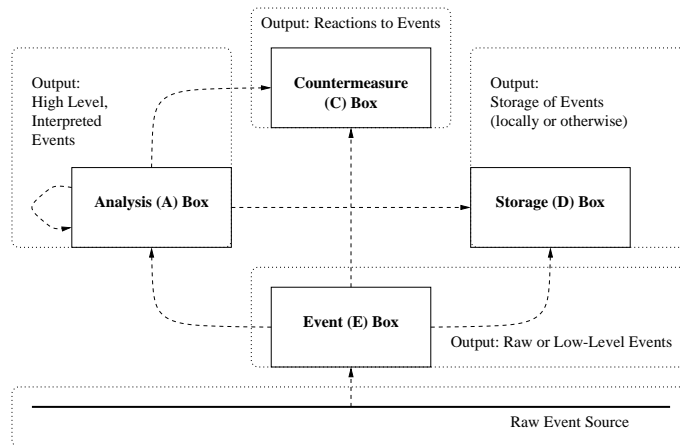 Output: Reactions to Events
Countermeasure
(C) Box
Output:
High Level,
Interpreted
Events
Output:
Storage of Events
(locally or otherwise)
Analysis (A) Box
Storage (D) Box
Event (E) Box
Output: Raw or Low-Level Events
Raw Event Source